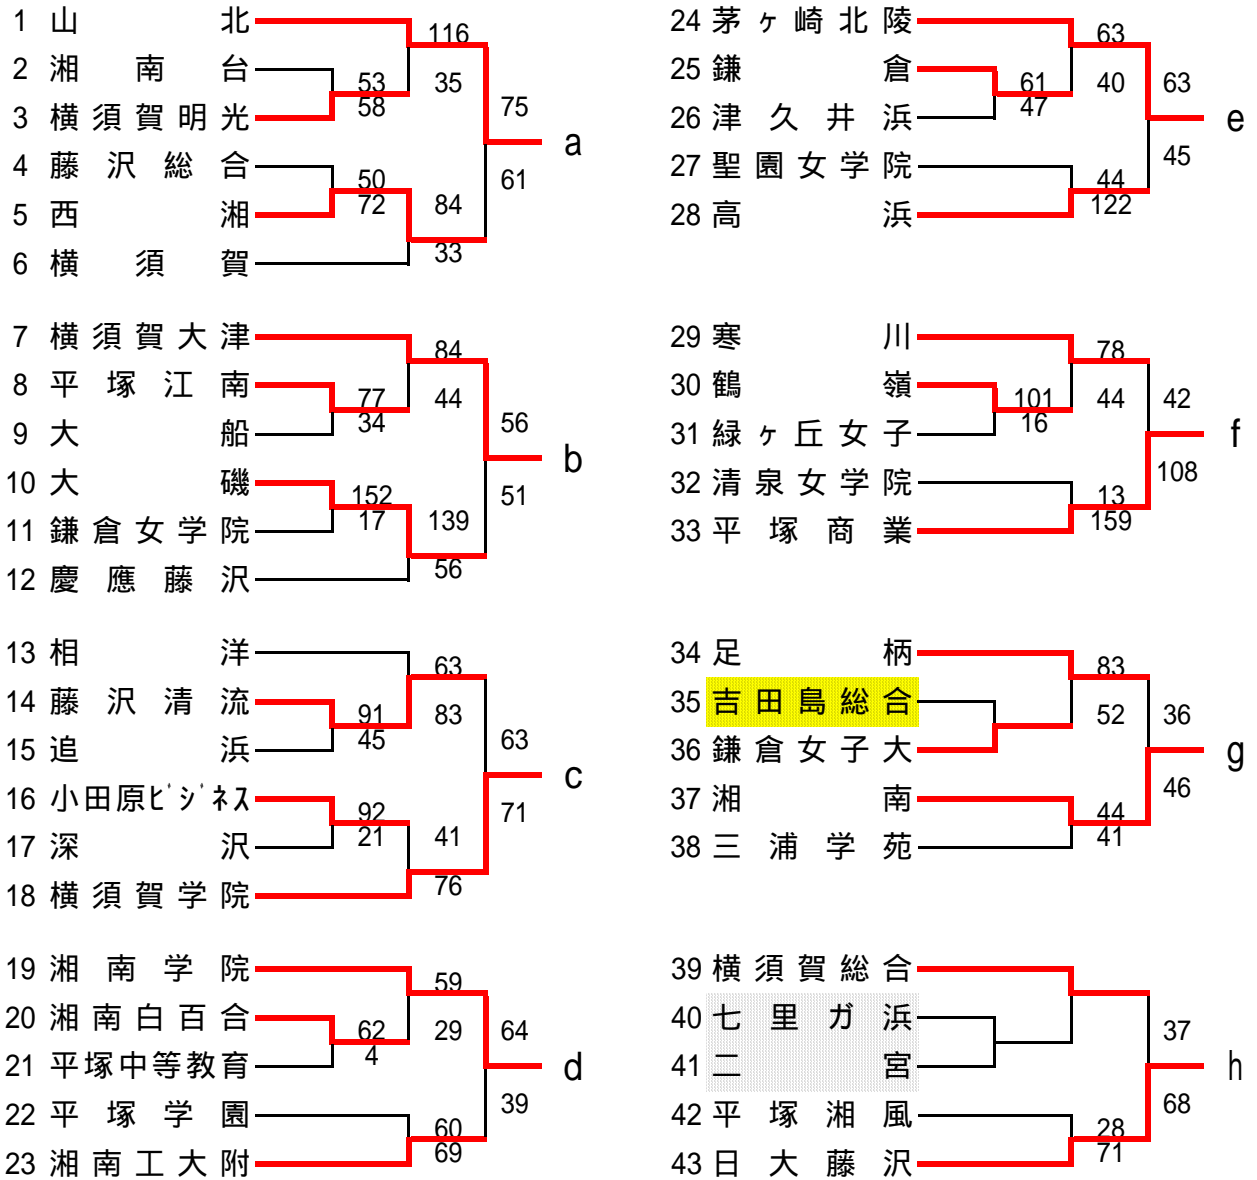 1 山北
116
2 湘南台
53
35
3 横須賀明光
58
75
a
4 藤沢総合
50
61
5 西湘
72
84
6 横須賀
33
7 横須賀大津
84
8 平塚江南
77
44
9 大船
34
56
b
10 大磯
152
51
11 鎌倉女学院
17
139
12 慶應藤沢
56
13 相洋
63
14 藤沢清流
91
83
15 追浜
45
63
c
16 小田原ビジネス
92
71
17 深沢
21
41
18 横須賀学院
76
19 湘南学院
59
20 湘南白百合
62
29
64
21 平塚中等教育
4
d
22 平塚学園
60
39
23 湘南工大附
69
24 茅ヶ崎北陵
63
25 鎌倉
61
40
63
26 津久井浜
47
e
27 聖園女学院
44
45
28 高浜
122
29 寒川
78
30 鶴嶺
101
44
42
31 緑ヶ丘女子
16
f
32 清泉女学院
13
108
33 平塚商業
159
34 足柄
83
35 吉田島総合
52
36
36 鎌倉女子大
g
37 湘南
44
46
38 三浦学苑
41
39 横須賀総合
40 七里ガ浜
37
41 二宮
h
42 平塚湘風
28
68
43 日大藤沢
71